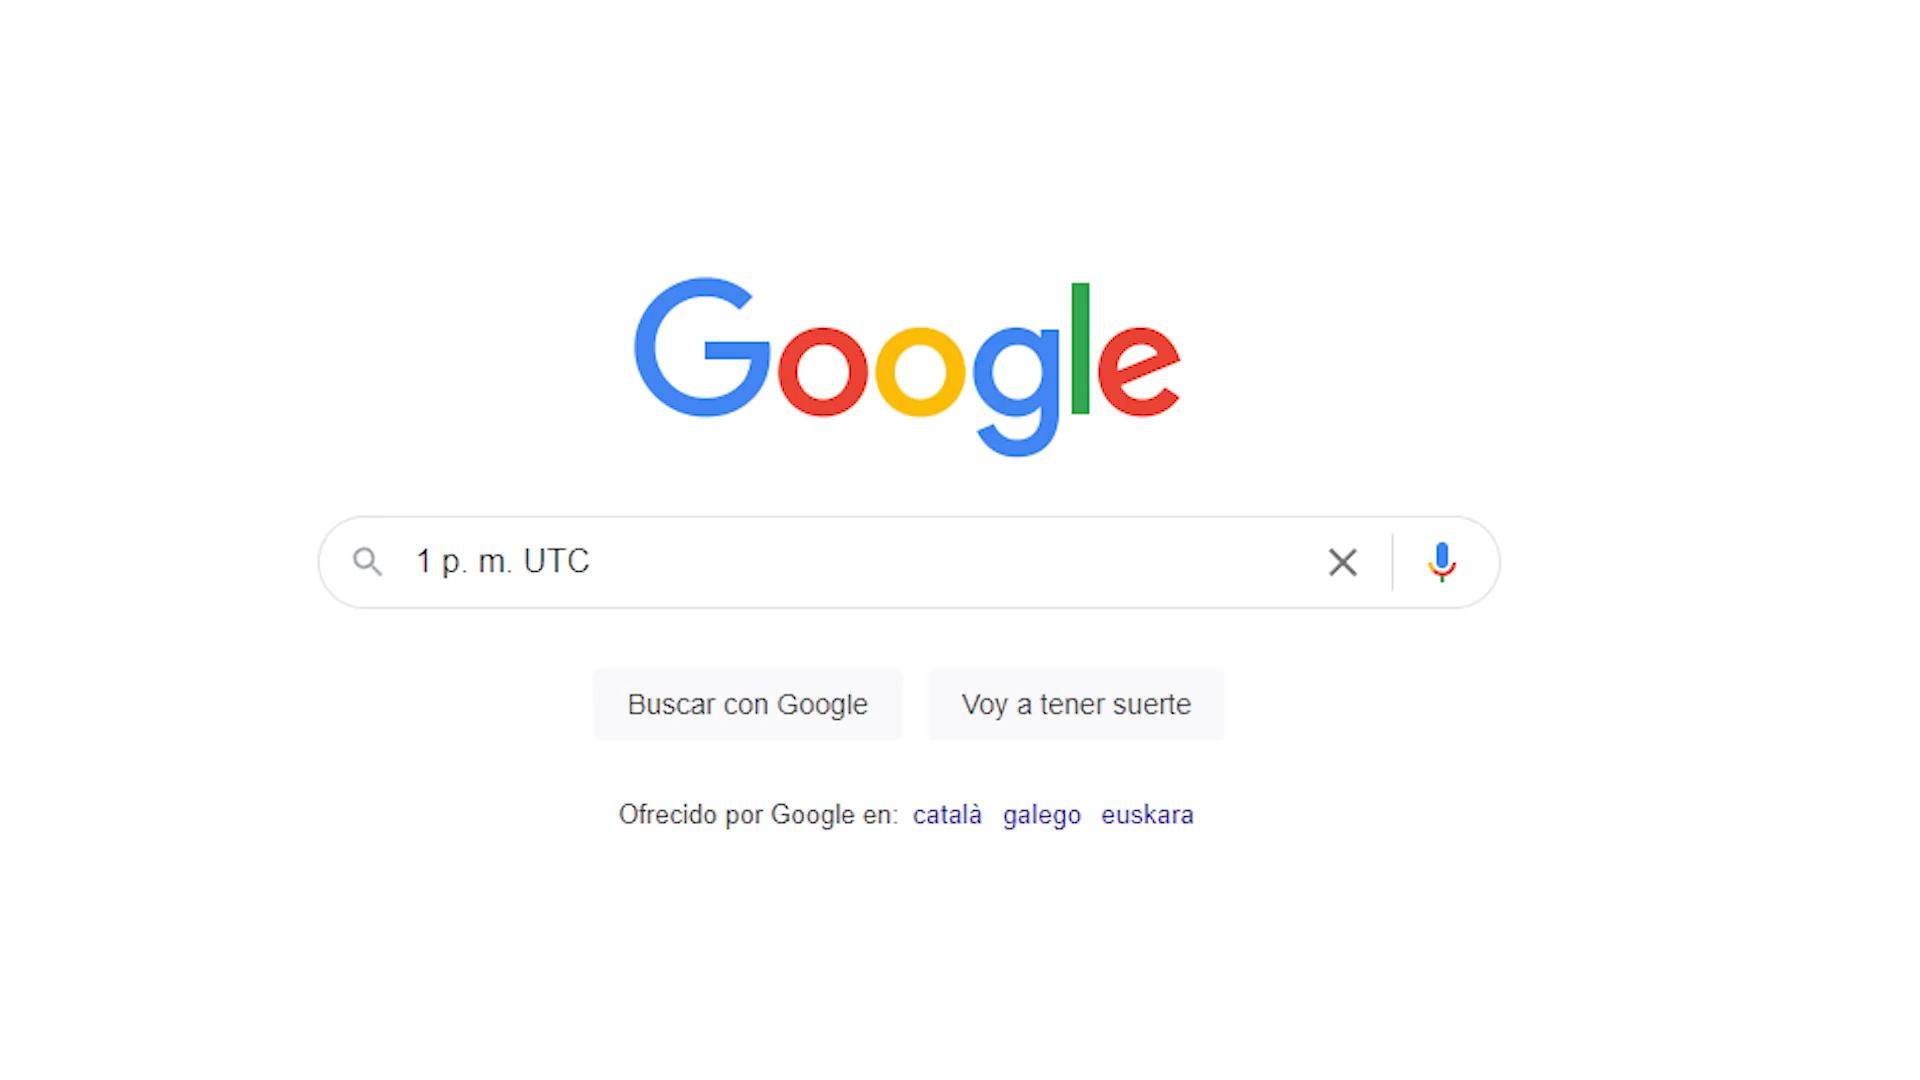 Google
1 p. m. UTC
Buscar con Google
Voy a tener suerte
Ofrecido por Google en: català galego euskara